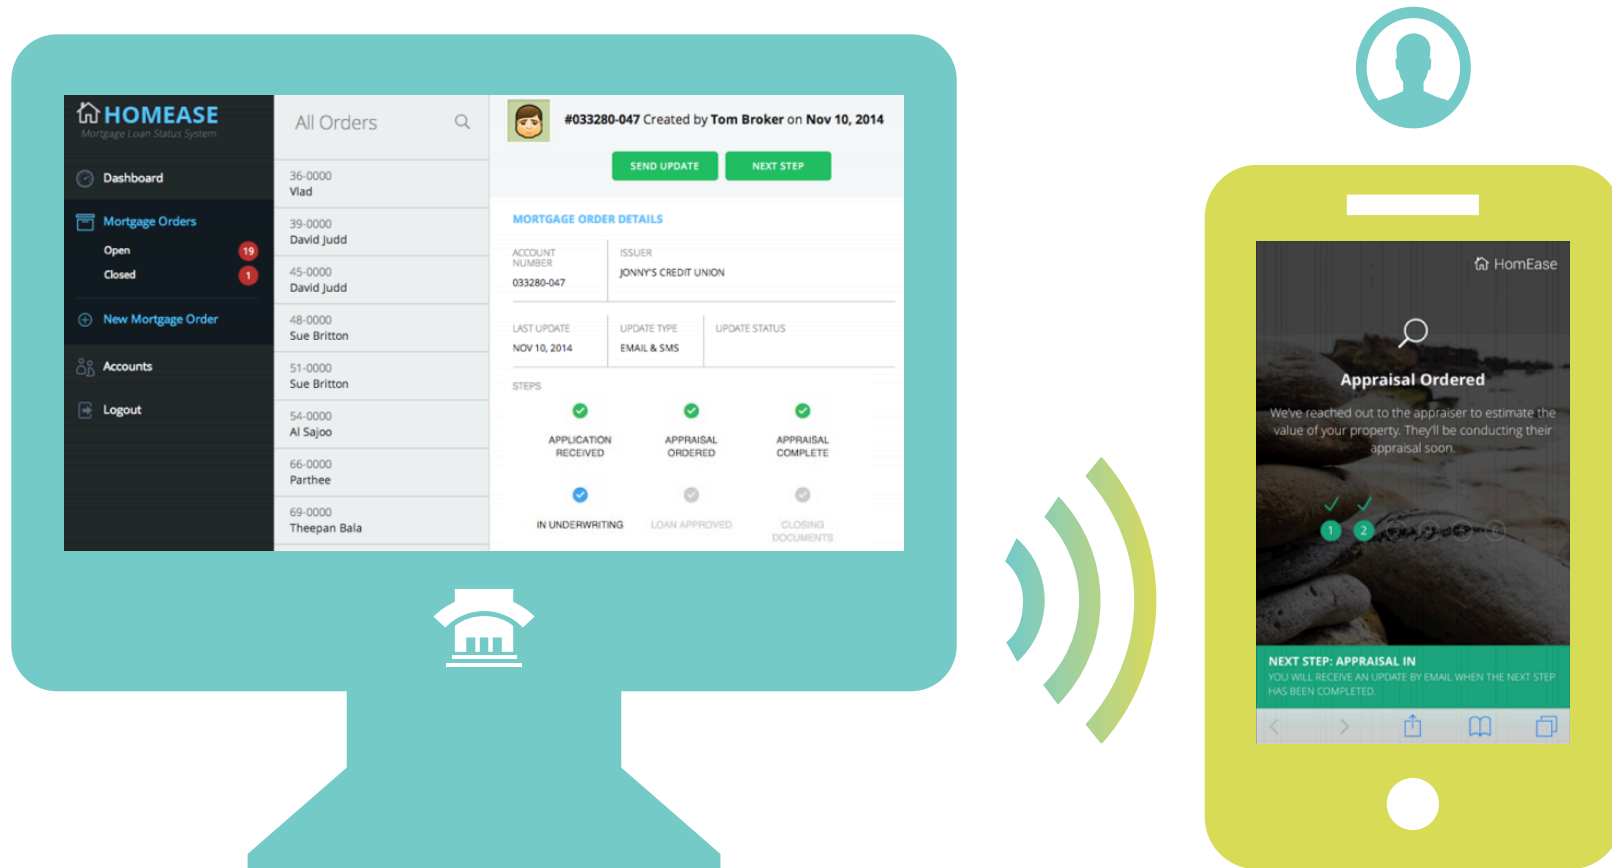 HOMEASE
Mortgage Loan Status System
Dashboard
Mortgage Orders
Open 19
Closed 1
New Mortgage Order
Accounts
Logout
All Orders
36-0000
Vlad
39-0000
David Judd
45-0000
David Judd
48-0000
Sue Britton
51-0000
Sue Britton
54-0000
Al Sajoo
66-0000
Parthee
69-0000
Theepan Bala
#033280-047 Created by Tom Broker on Nov 10, 2014
SEND UPDATE NEXT STEP
MORTGAGE ORDER DETAILS
ACCOUNT
NUMBER
033280-047
ISSUER
JONNY'S CREDIT UNION
LAST UPDATE
NOV 10, 2014
UPDATE TYPE
EMAIL & SMS
UPDATE STATUS
STEPS
APPLICATION
RECEIVED
APPRAISAL
ORDERED
APPRAISAL
COMPLETE
IN UNDERWRITING
LOAN APPROVED
CLOSING
DOCUMENTS
HomEase
Appraisal Ordered
We've reached out to the appraiser to estimate the
value of your property. They'll be conducting their
appraisal soon.
1 2
NEXT STEP: APPRAISAL IN
YOU WILL RECEIVE AN UPDATE BY EMAIL WHEN THE NEXT STEP
HAS BEEN COMPLETED.